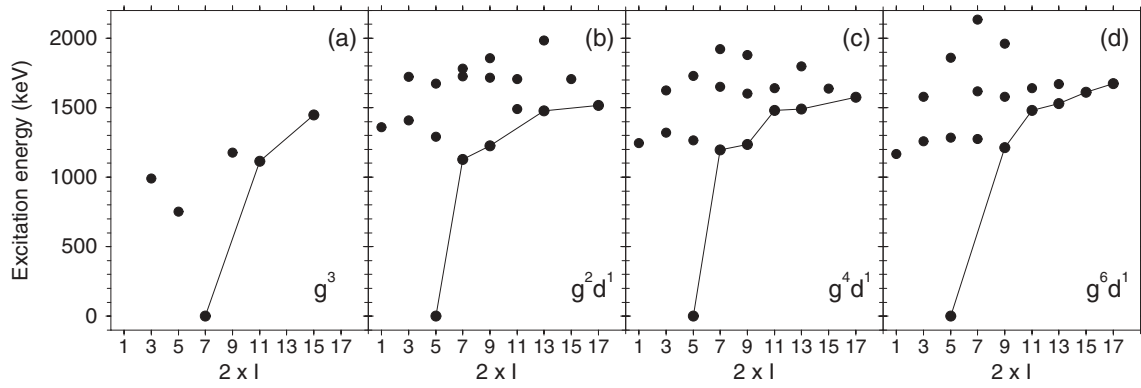 (a) (b) (c) (d)
Excitation energy (keV)
2000
1500
1000
500
0
g³ g²d¹ g⁴d¹ g⁶d¹
1 3 5 7 9 11 13 15 17 1 3 5 7 9 11 13 15 17 1 3 5 7 9 11 13 15 17 1 3 5 7 9 11 13 15 17
2 x I 2 x I 2 x I 2 x I